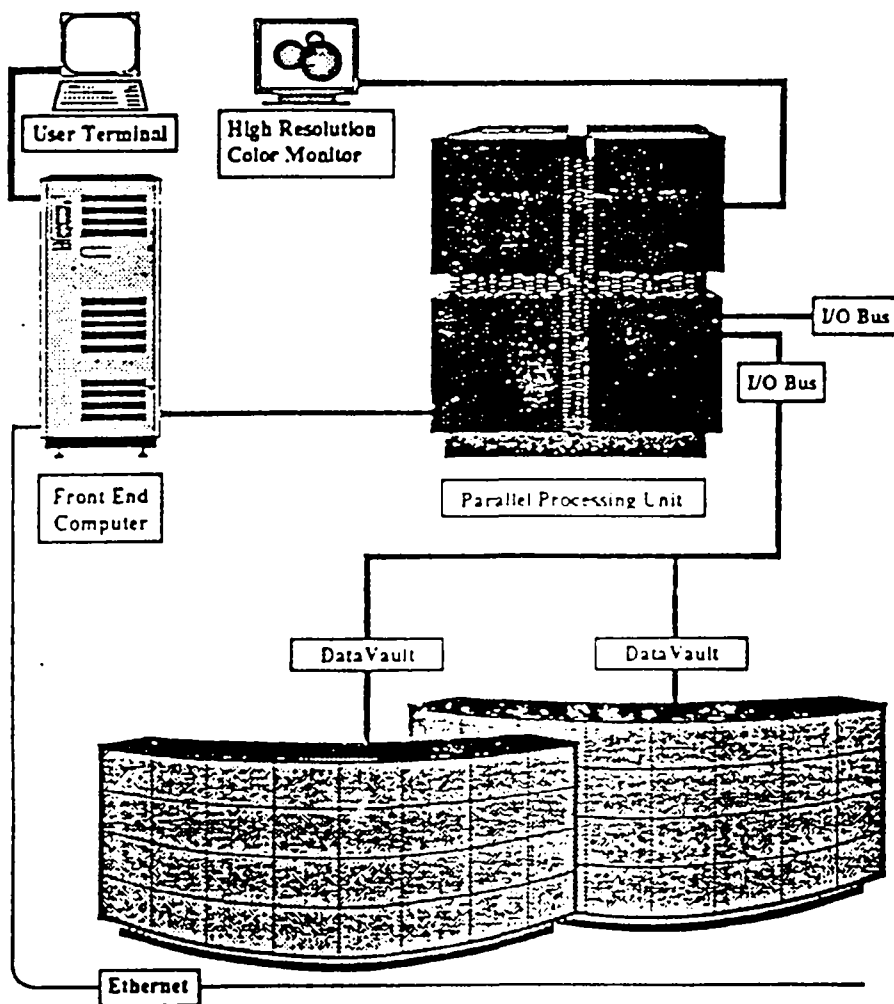 User Terminal
High Resolution
Color Monitor
I/O Bus
I/O Bus
Front End
Computer
Parallel Processing Unit
DataVault
DataVault
Ethernet